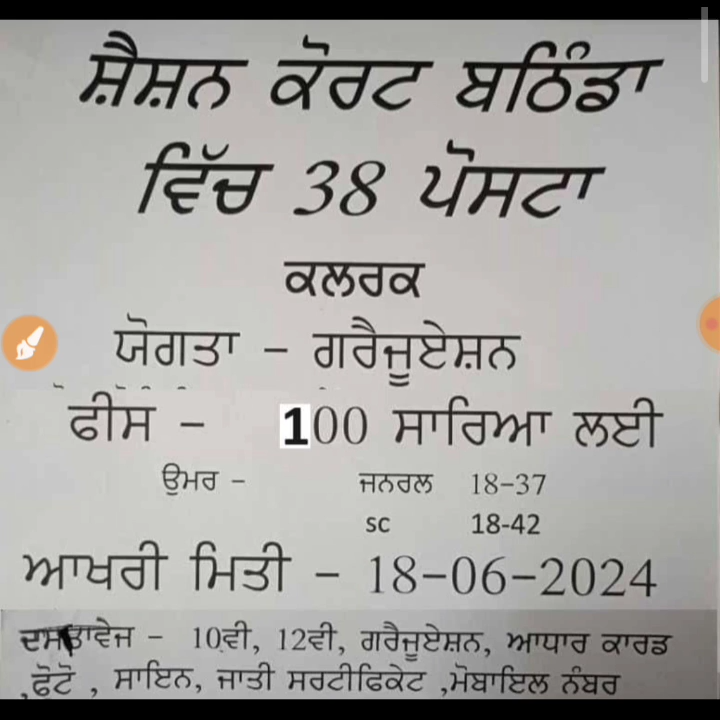 ਸ਼ੈਸ਼ਨ ਕੋਰਟ ਬਠਿੰਡਾ
ਵਿੱਚ 38 ਪੋਸਟਾ
ਕਲਰਕ
ਯੋਗਤਾ - ਗਰੈਜੂਏਸ਼ਨ
ਫੀਸ - 100 ਸਾਰਿਆ ਲਈ
ਉਮਰ - ਜਨਰਲ 18-37
SC 18-42
ਆਖਰੀ ਮਿਤੀ - 18-06-2024
ਦਸਤਾਵੇਜ - 10ਵੀ, 12ਵੀ, ਗਰੈਜੂਏਸ਼ਨ, ਆਧਾਰ ਕਾਰਡ
,ਫੋਟੋ , ਸਾਇਨ, ਜਾਤੀ ਸਰਟੀਫਿਕੇਟ ,ਮੋਬਾਇਲ ਨੰਬਰ